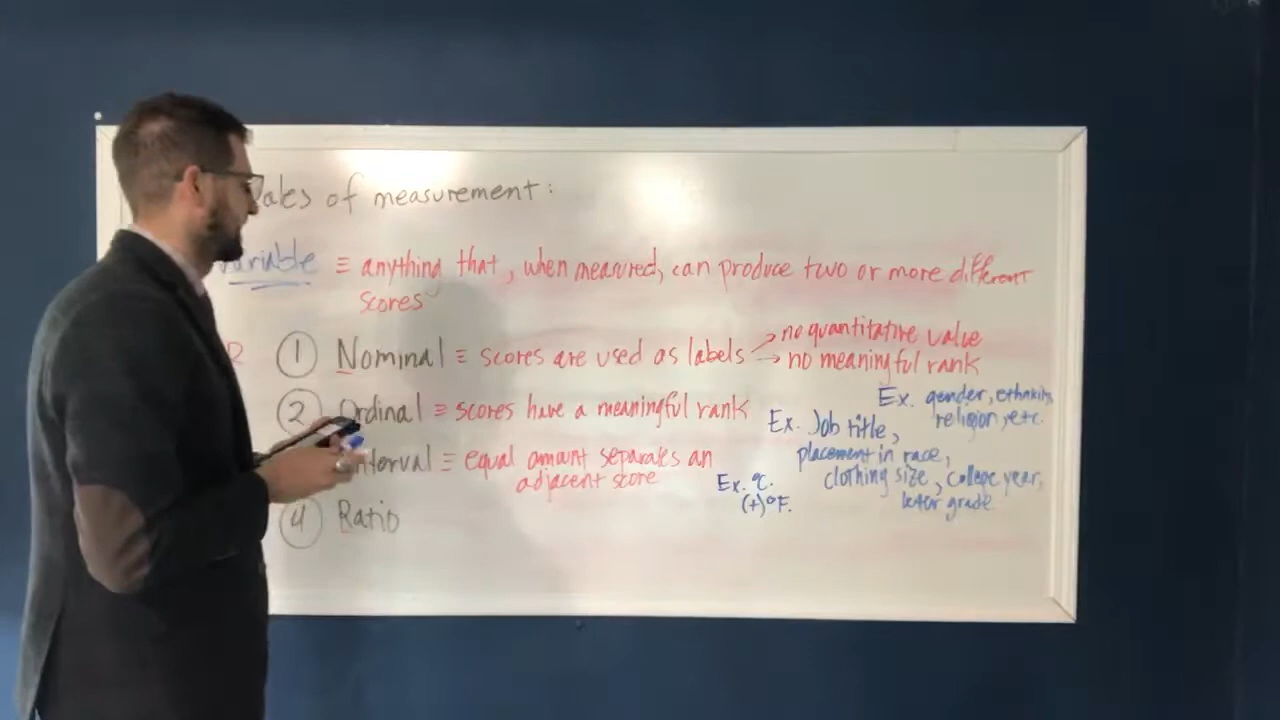 ales of measurement:
variable ≡ anything that, when measured, can produce two or more different
scores
① Nominal ≡ scores are used as labels → no quantitative value
→ no meaningful rank
Ex. gender, ethnicity,
religion, etc.
② Ordinal ≡ scores have a meaningful rank
Ex. Job title,
placement in race,
clothing size, college year,
letter grade
Interval ≡ equal amount separates an
adjacent score
Ex. °C.
(+)°F.
④ Ratio